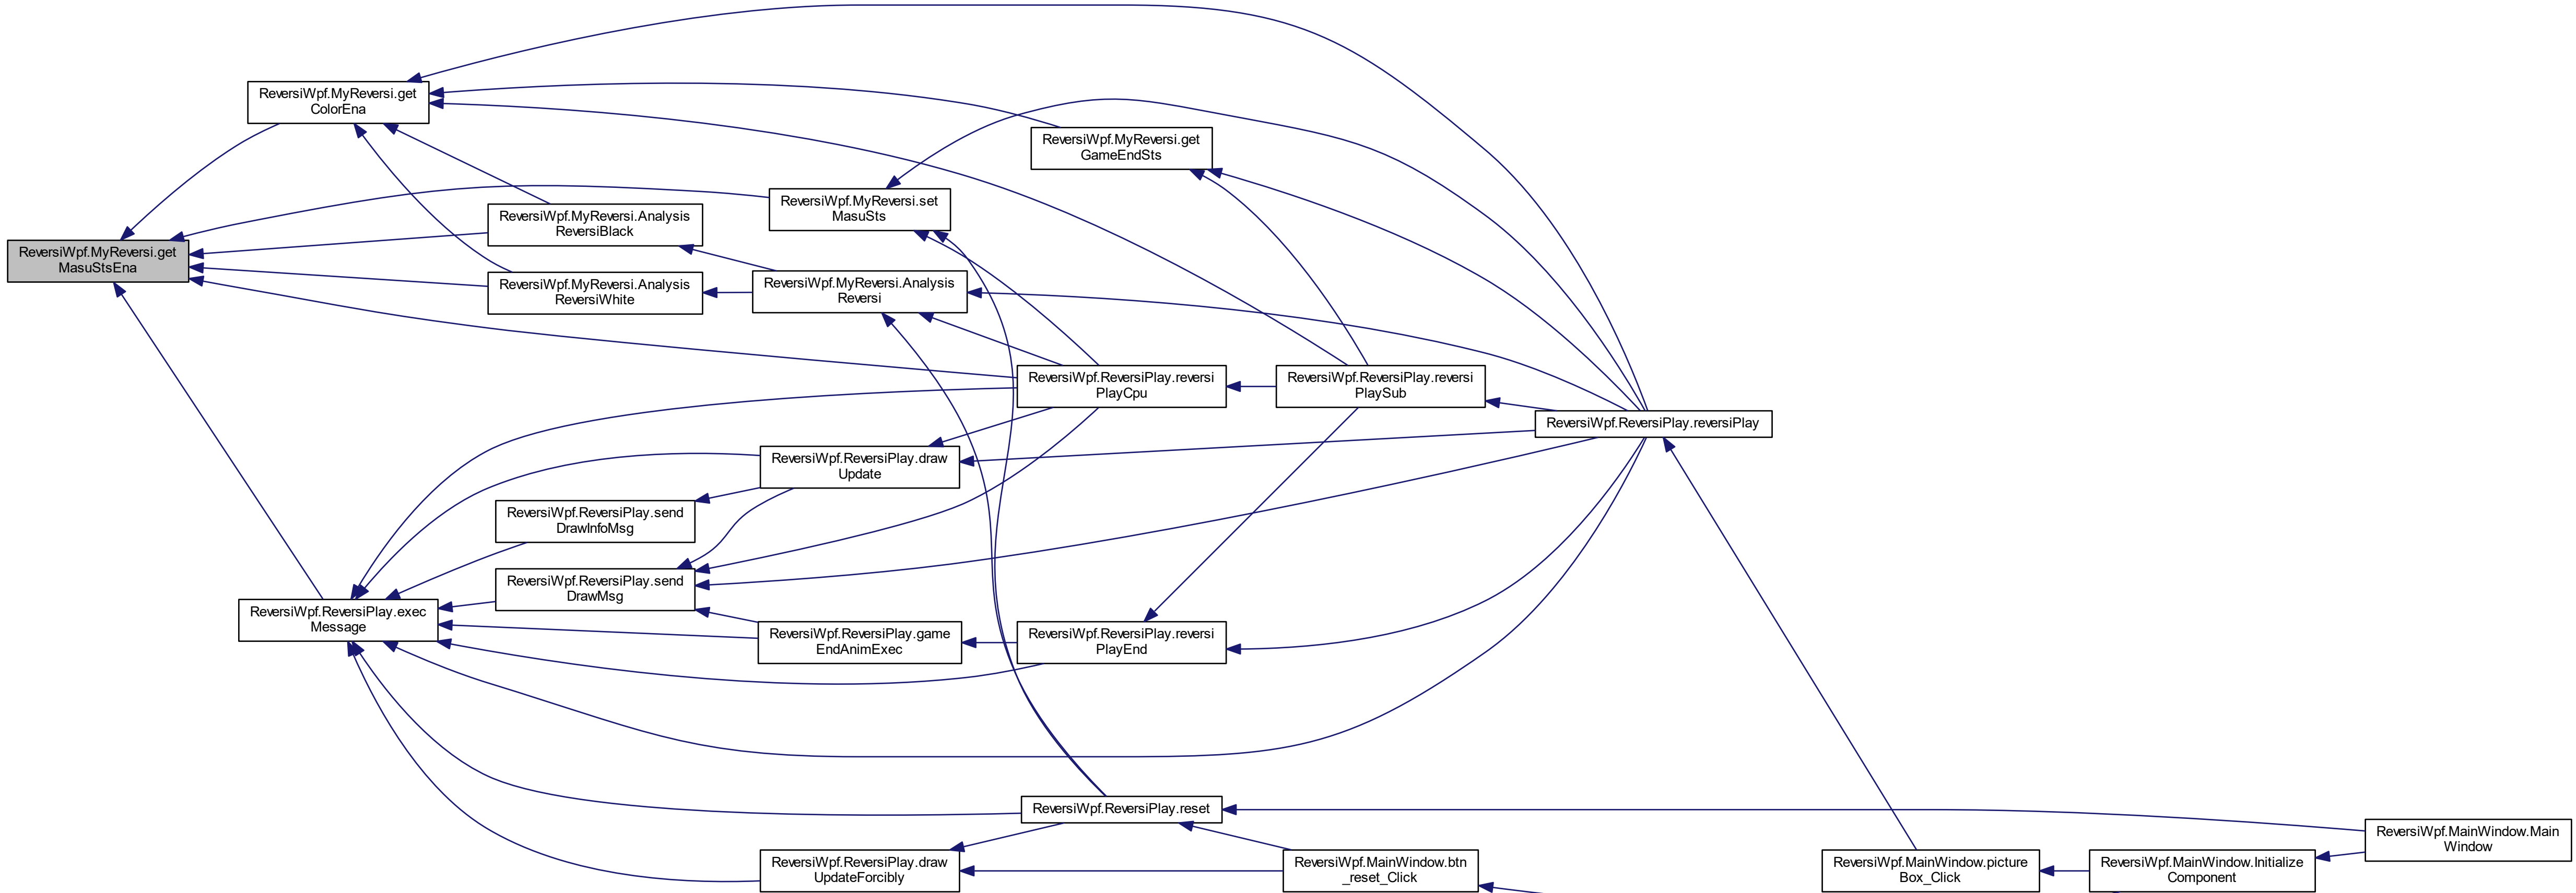 ReversiWpf.MyReversi.get
MasuStsEna
ReversiWpf.MyReversi.get
ColorEna
ReversiWpf.MyReversi.Analysis
ReversiBlack
ReversiWpf.MyReversi.Analysis
ReversiWhite
ReversiWpf.MyReversi.set
MasuSts
ReversiWpf.MyReversi.Analysis
Reversi
ReversiWpf.MyReversi.get
GameEndSts
ReversiWpf.ReversiPlay.reversi
PlayCpu
ReversiWpf.ReversiPlay.reversi
PlaySub
ReversiWpf.ReversiPlay.reversiPlay
ReversiWpf.ReversiPlay.draw
Update
ReversiWpf.ReversiPlay.send
DrawInfoMsg
ReversiWpf.ReversiPlay.send
DrawMsg
ReversiWpf.ReversiPlay.exec
Message
ReversiWpf.ReversiPlay.game
EndAnimExec
ReversiWpf.ReversiPlay.reversi
PlayEnd
ReversiWpf.ReversiPlay.reset
ReversiWpf.ReversiPlay.draw
UpdateForcibly
ReversiWpf.MainWindow.btn
_reset_Click
ReversiWpf.MainWindow.picture
Box_Click
ReversiWpf.MainWindow.Initialize
Component
ReversiWpf.MainWindow.Main
Window